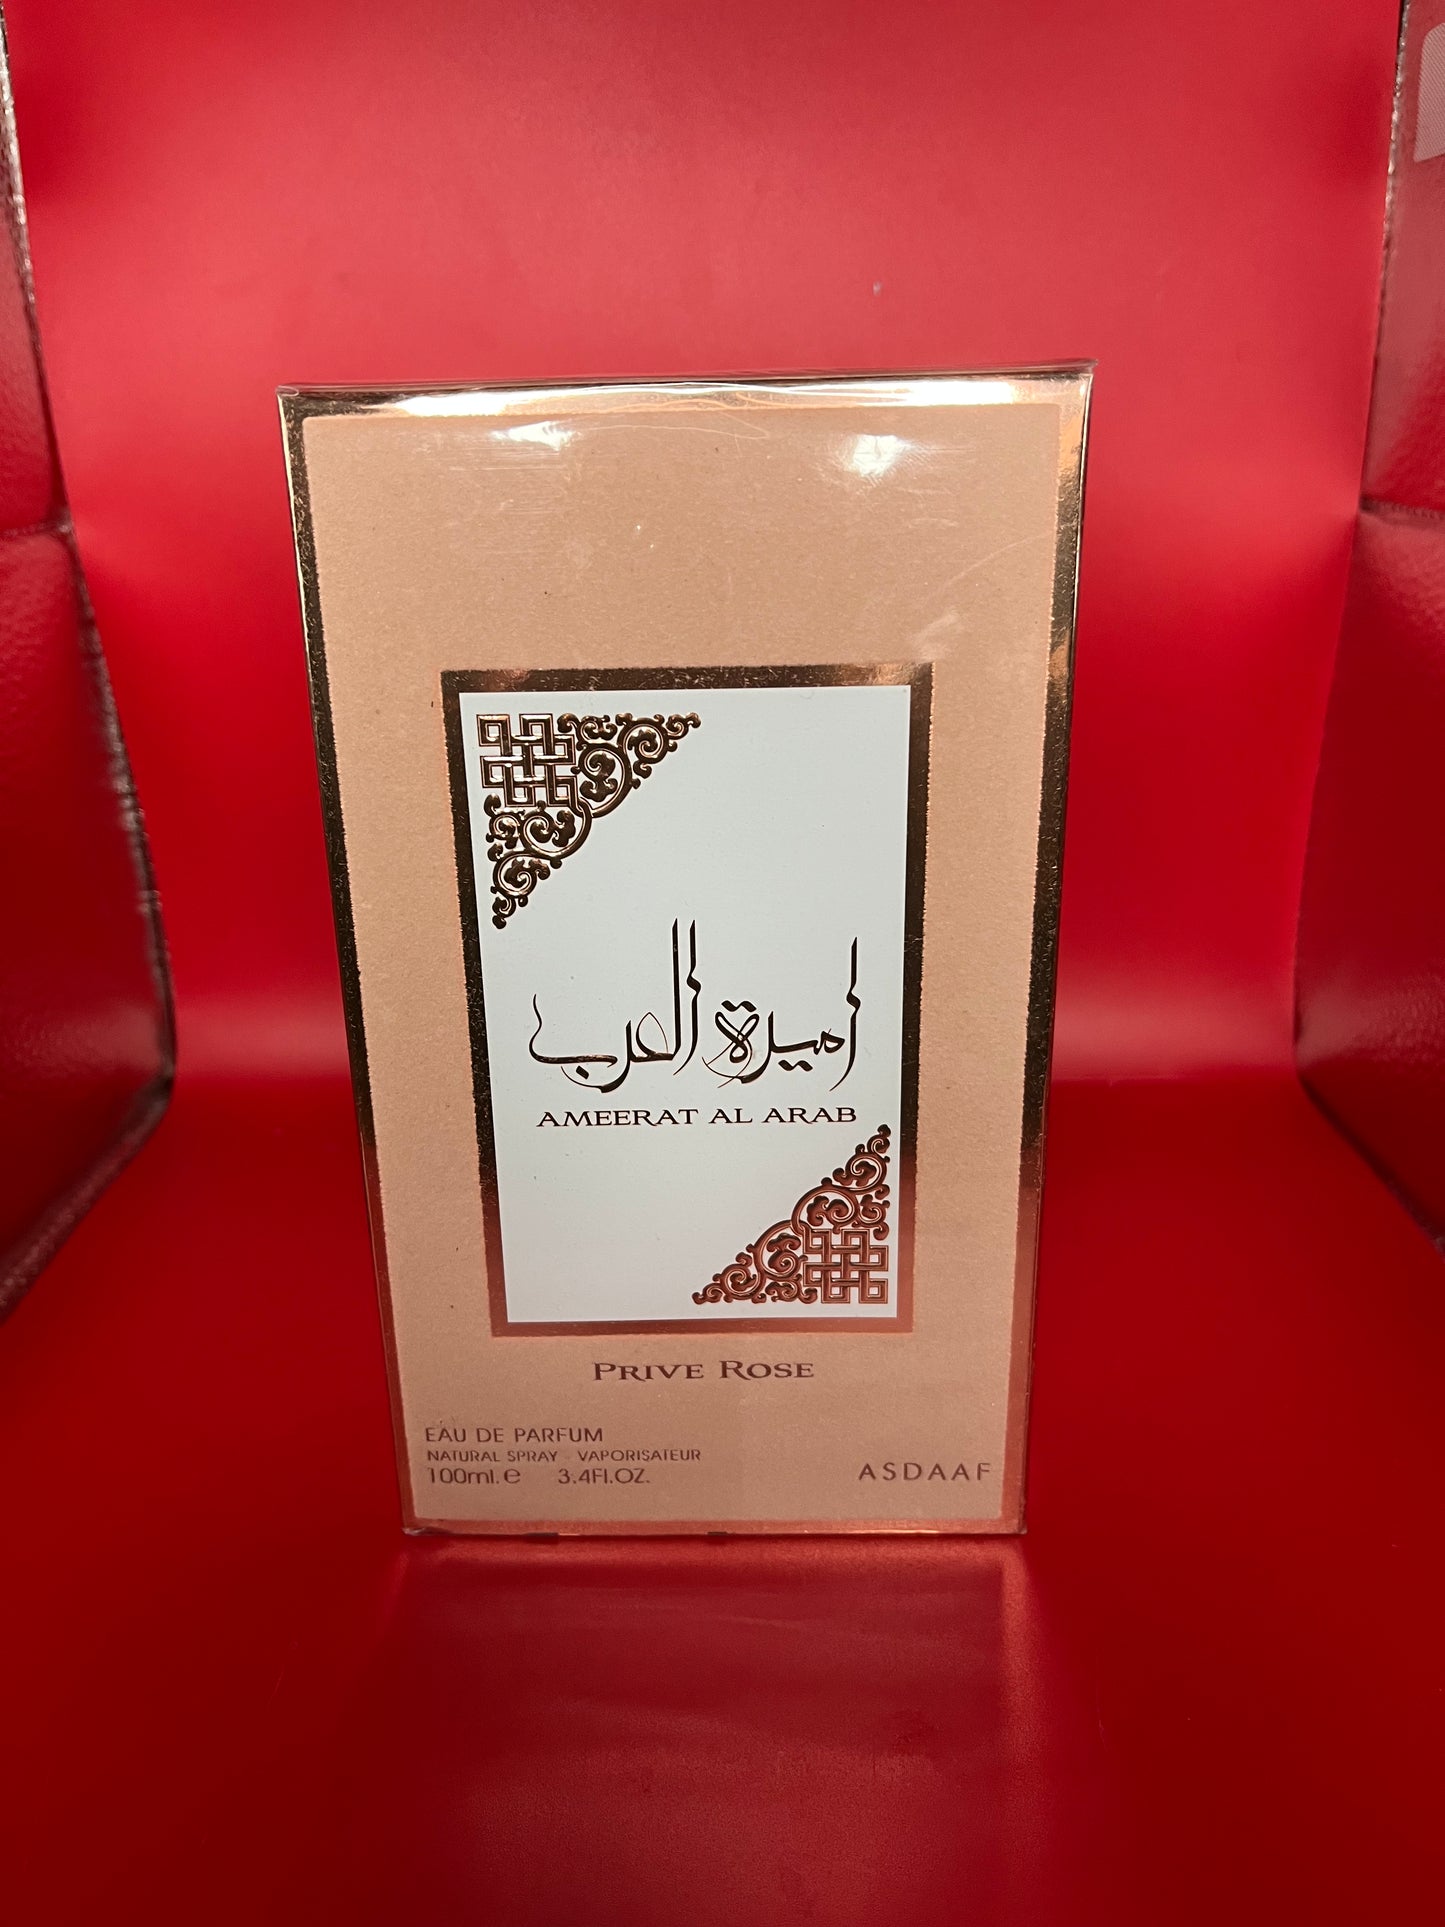 اميرة العرب
AMEERAT AL ARAB
PRIVE ROSE
EAU DE PARFUM
NATURAL SPRAY - VAPORISATEUR
100ml. e 3.4Fl.OZ.
ASDAAF